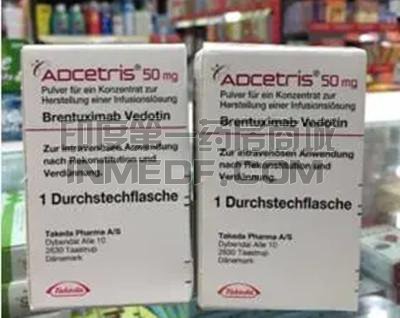 ADCETRIS® 50 mg
Pulver für ein Konzentrat zur
Herstellung einer Infusionslösung
Brentuximab Vedotin
Zur intravenösen Anwendung
nach Rekonstitution und
Verdünnung.
1 Durchstechflasche
Takeda Pharma A/S
Dybendal Alle 10
2630 Taastrup
Dänemark
Takeda
ADCETRIS® 50 mg
Pulver für ein Konzentrat zur
Herstellung einer Infusionslösung
Brentuximab Vedotin
Zur intravenösen Anwendung
nach Rekonstitution und
Verdünnung.
1 Durchstechflasche
Takeda Pharma A/S
Dybendal Alle 10
2630 Taastrup
Dänemark
Takeda
印度第一药房商城
INMEDF.COM